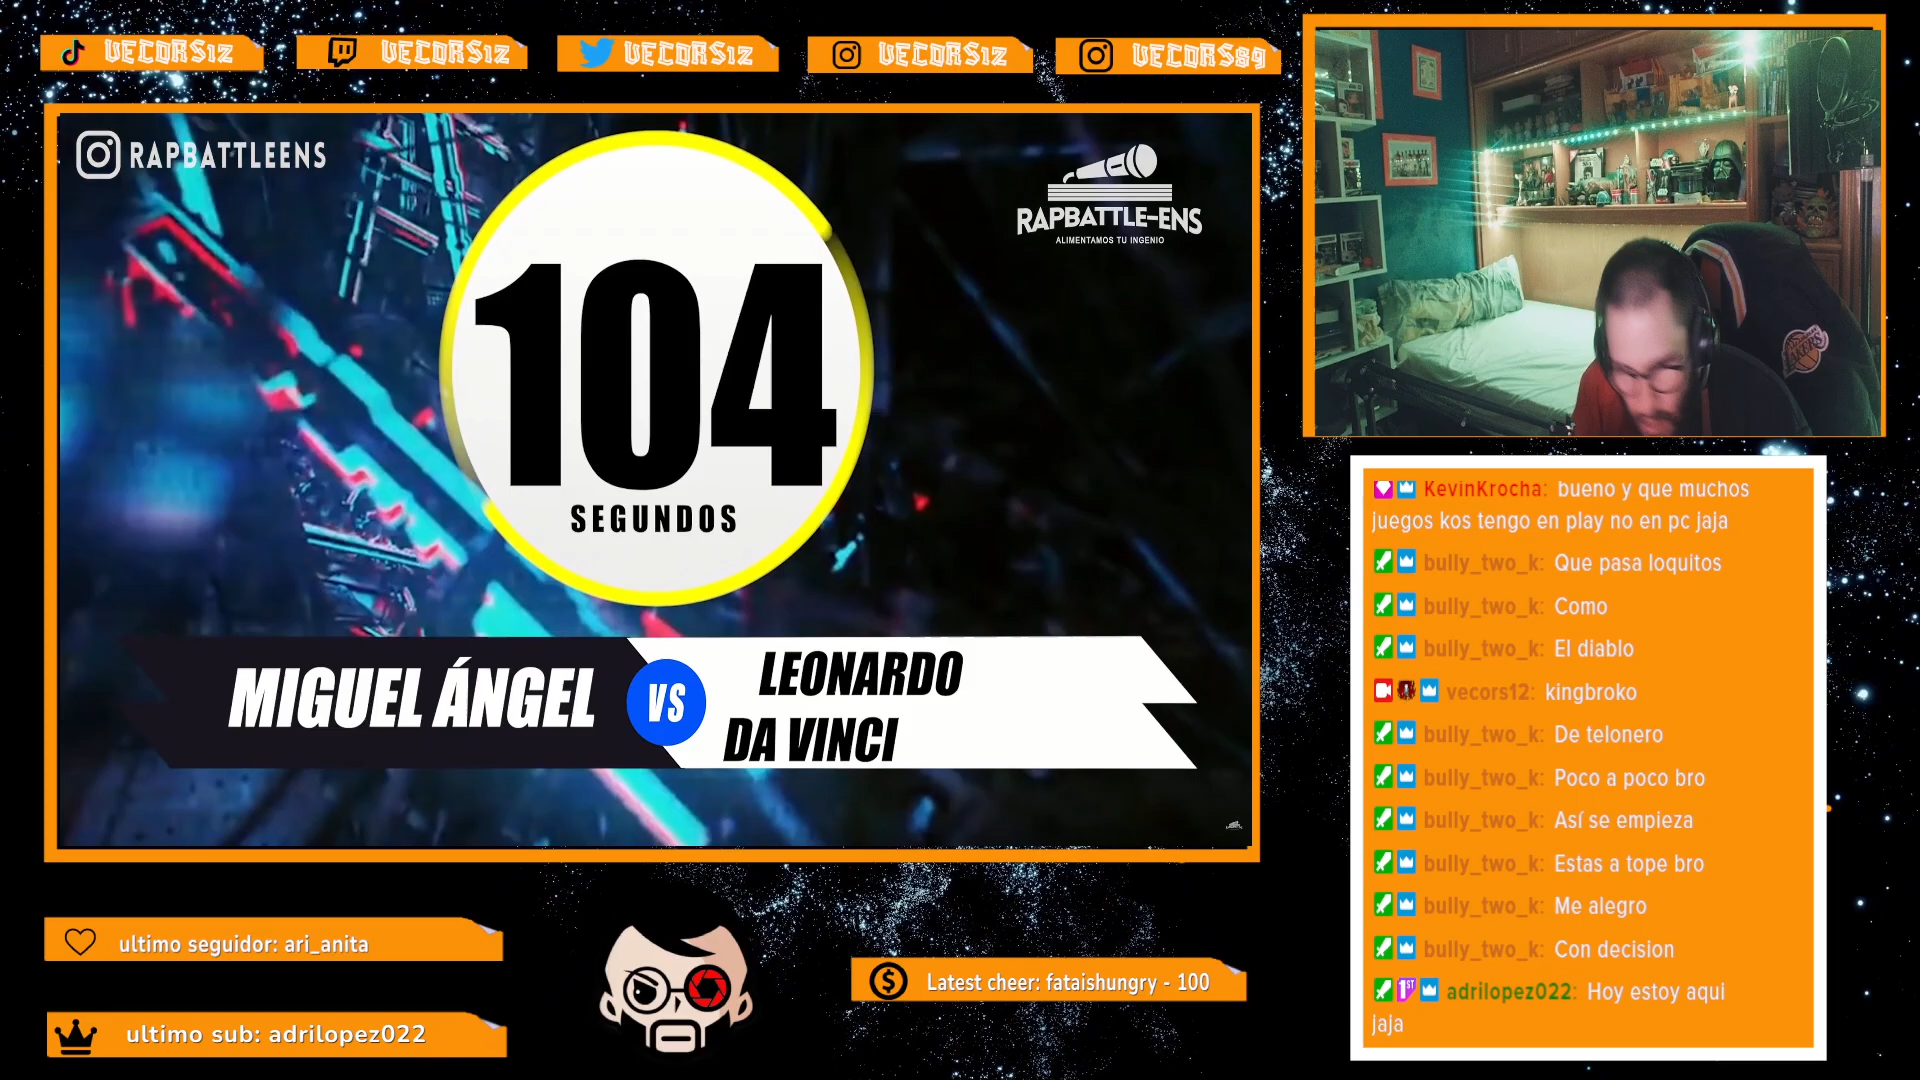 VECORS12
VECORS12
VECORS12
VECORS12
VECORS89
RAPBATTLEENS
RAPBATTLE-ENS
ALIMENTAMOS TU INGENIO
104
SEGUNDOS
MIGUEL ÁNGEL
VS
LEONARDO
DA VINCI
LAKERS
KevinKrocha: bueno y que muchos
juegos kos tengo en play no en pc jaja
bully_two_k: Que pasa loquitos
bully_two_k: Como
bully_two_k: El diablo
vecors12: kingbroko
bully_two_k: De telonero
bully_two_k: Poco a poco bro
bully_two_k: Así se empieza
bully_two_k: Estas a tope bro
bully_two_k: Me alegro
bully_two_k: Con decision
1ST adrilopez022: Hoy estoy aqui
jaja
ultimo seguidor: ari_anita
ultimo sub: adrilopez022
Latest cheer: fataishungry - 100